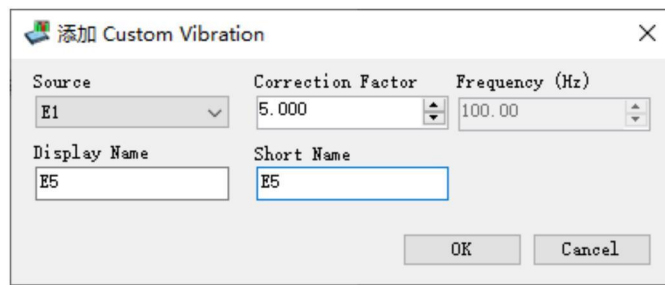 添加 Custom Vibration
Source
Correction Factor
Frequency (Hz)
E1
5.000
100.00
Display Name
Short Name
E5
E5
OK
Cancel